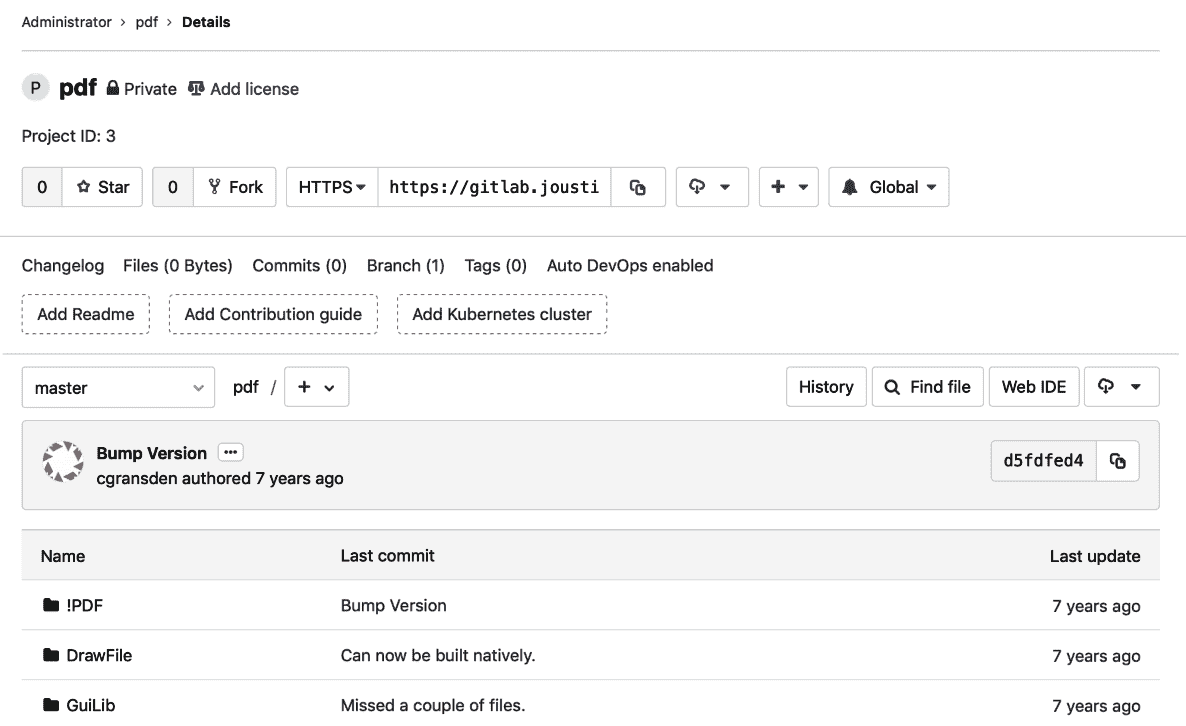 Administrator › pdf › Details
P pdf Private Add license
Project ID: 3
0 Star 0 Fork HTTPS https://gitlab.jousti Global
Changelog Files (0 Bytes) Commits (0) Branch (1) Tags (0) Auto DevOps enabled
Add Readme Add Contribution guide Add Kubernetes cluster
master pdf / + History Find file Web IDE
Bump Version ···
cgransden authored 7 years ago
d5fdfed4
Name Last commit Last update
!PDF Bump Version 7 years ago
DrawFile Can now be built natively. 7 years ago
GuiLib Missed a couple of files. 7 years ago